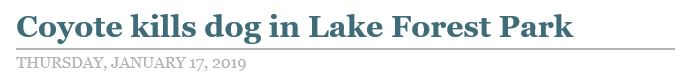 Coyote kills dog in Lake Forest Park
THURSDAY, JANUARY 17, 2019